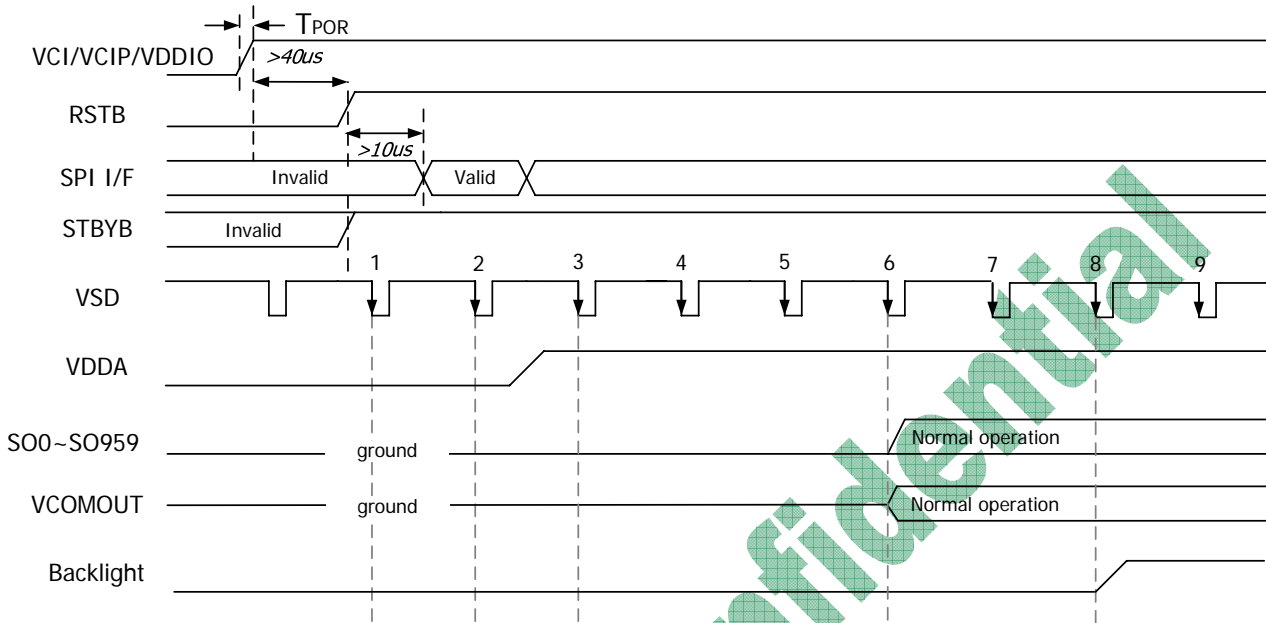 TPOR
VCI/VCIP/VDDIO
>40us
RSTB
>10us
SPI I/F
Invalid
Valid
STBYB
Invalid
1 2 3 4 5 6 7 8 9
VSD
VDDA
SO0~SO959
ground
Normal operation
VCOMOUT
ground
Normal operation
Backlight
nfidential